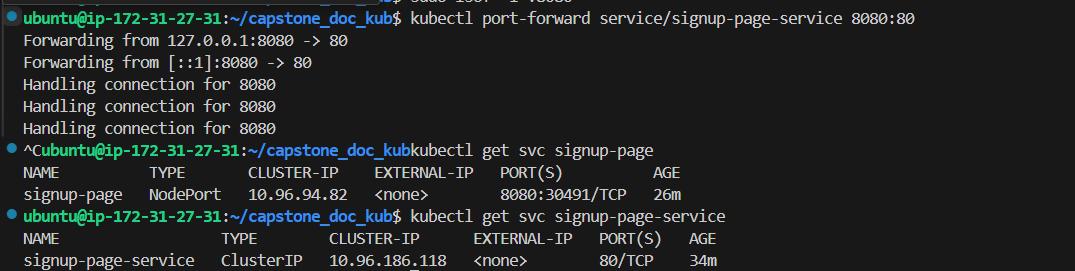 ubuntu@ip-172-31-27-31:~/capstone_doc_kub$ kubectl port-forward service/signup-page-service 8080:80
Forwarding from 127.0.0.1:8080 -> 80
Forwarding from [::1]:8080 -> 80
Handling connection for 8080
Handling connection for 8080
Handling connection for 8080
^Cubuntu@ip-172-31-27-31:~/capstone_doc_kubkubectl get svc signup-page
NAME TYPE CLUSTER-IP EXTERNAL-IP PORT(S) AGE
signup-page NodePort 10.96.94.82 <none> 8080:30491/TCP 26m
ubuntu@ip-172-31-27-31:~/capstone_doc_kub$ kubectl get svc signup-page-service
NAME TYPE CLUSTER-IP EXTERNAL-IP PORT(S) AGE
signup-page-service ClusterIP 10.96.186.118 <none> 80/TCP 34m